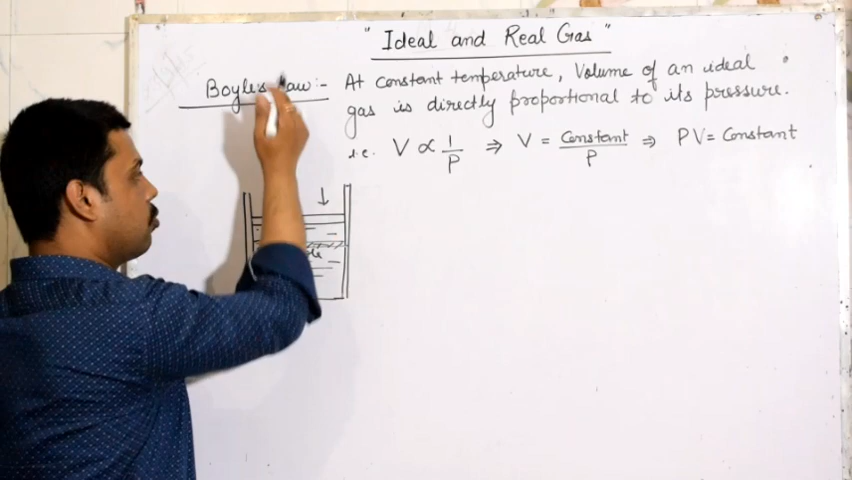 " Ideal and Real Gas "
Boyles Law :- At constant temperature, Volume of an ideal
gas is directly proportional to its pressure.
i.e. V ∝ 1/P ⇒ V = Constant/P ⇒ PV = Constant